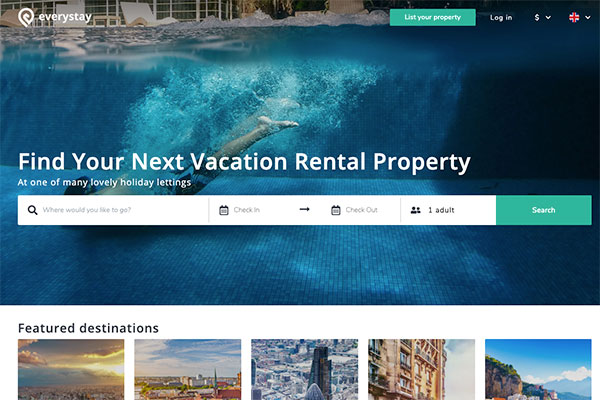 everystay
List your property
Log in
$
Find Your Next Vacation Rental Property
At one of many lovely holiday lettings
Where would you like to go?
Check In
Check Out
1 adult
Search
Featured destinations